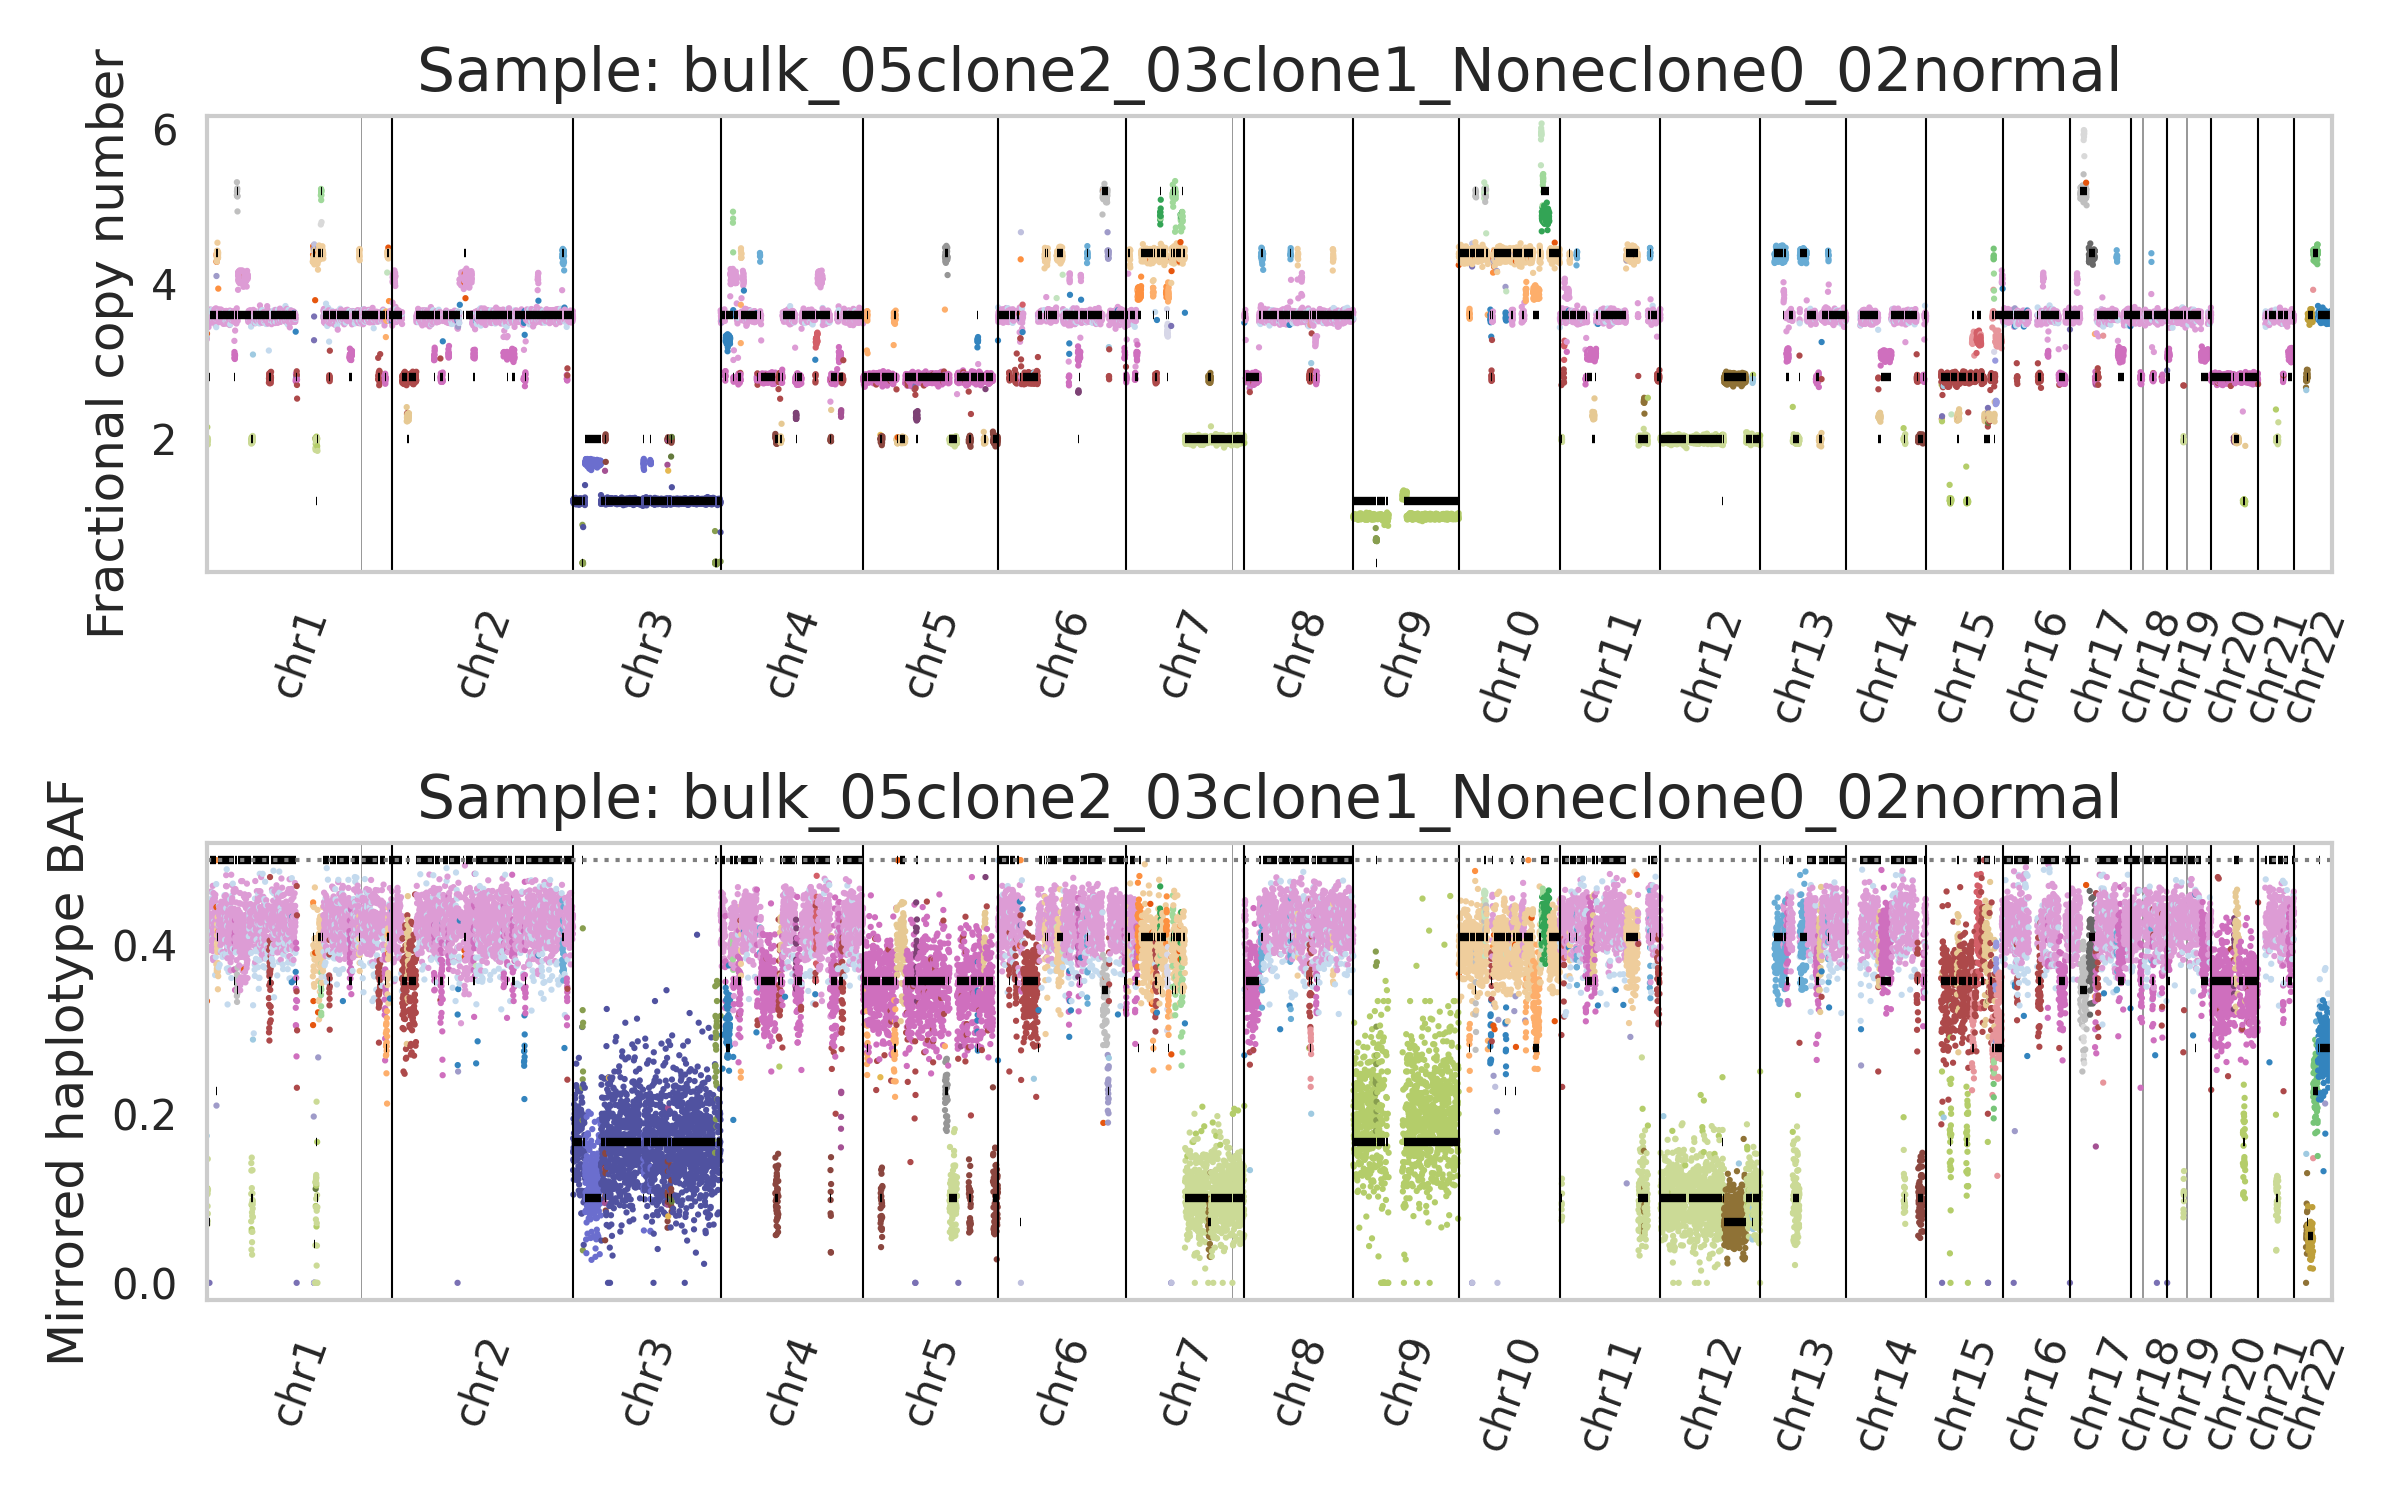 Sample: bulk_05clone2_03clone1_Noneclone0_02normal
Fractional copy number
6
4
2
chr1 chr2 chr3 chr4 chr5 chr6 chr7 chr8 chr9 chr10 chr11 chr12 chr13 chr14 chr15 chr16 chr17 chr18 chr19 chr20 chr21 chr22
Sample: bulk_05clone2_03clone1_Noneclone0_02normal
Mirrored haplotype BAF
0.4
0.2
0.0
chr1 chr2 chr3 chr4 chr5 chr6 chr7 chr8 chr9 chr10 chr11 chr12 chr13 chr14 chr15 chr16 chr17 chr18 chr19 chr20 chr21 chr22